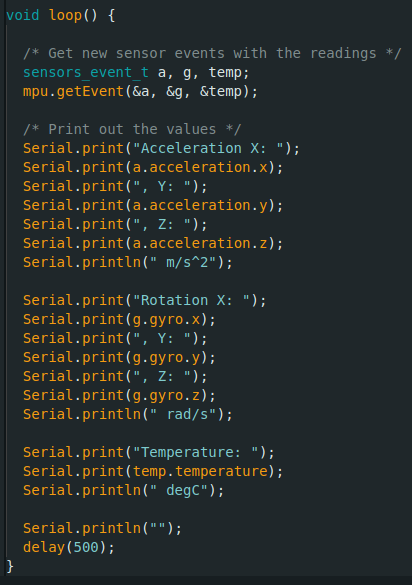 void loop() {

  /* Get new sensor events with the readings */
  sensors_event_t a, g, temp;
  mpu.getEvent(&a, &g, &temp);

  /* Print out the values */
  Serial.print("Acceleration X: ");
  Serial.print(a.acceleration.x);
  Serial.print(", Y: ");
  Serial.print(a.acceleration.y);
  Serial.print(", Z: ");
  Serial.print(a.acceleration.z);
  Serial.println(" m/s^2");

  Serial.print("Rotation X: ");
  Serial.print(g.gyro.x);
  Serial.print(", Y: ");
  Serial.print(g.gyro.y);
  Serial.print(", Z: ");
  Serial.print(g.gyro.z);
  Serial.println(" rad/s");

  Serial.print("Temperature: ");
  Serial.print(temp.temperature);
  Serial.println(" degC");

  Serial.println("");
  delay(500);
}